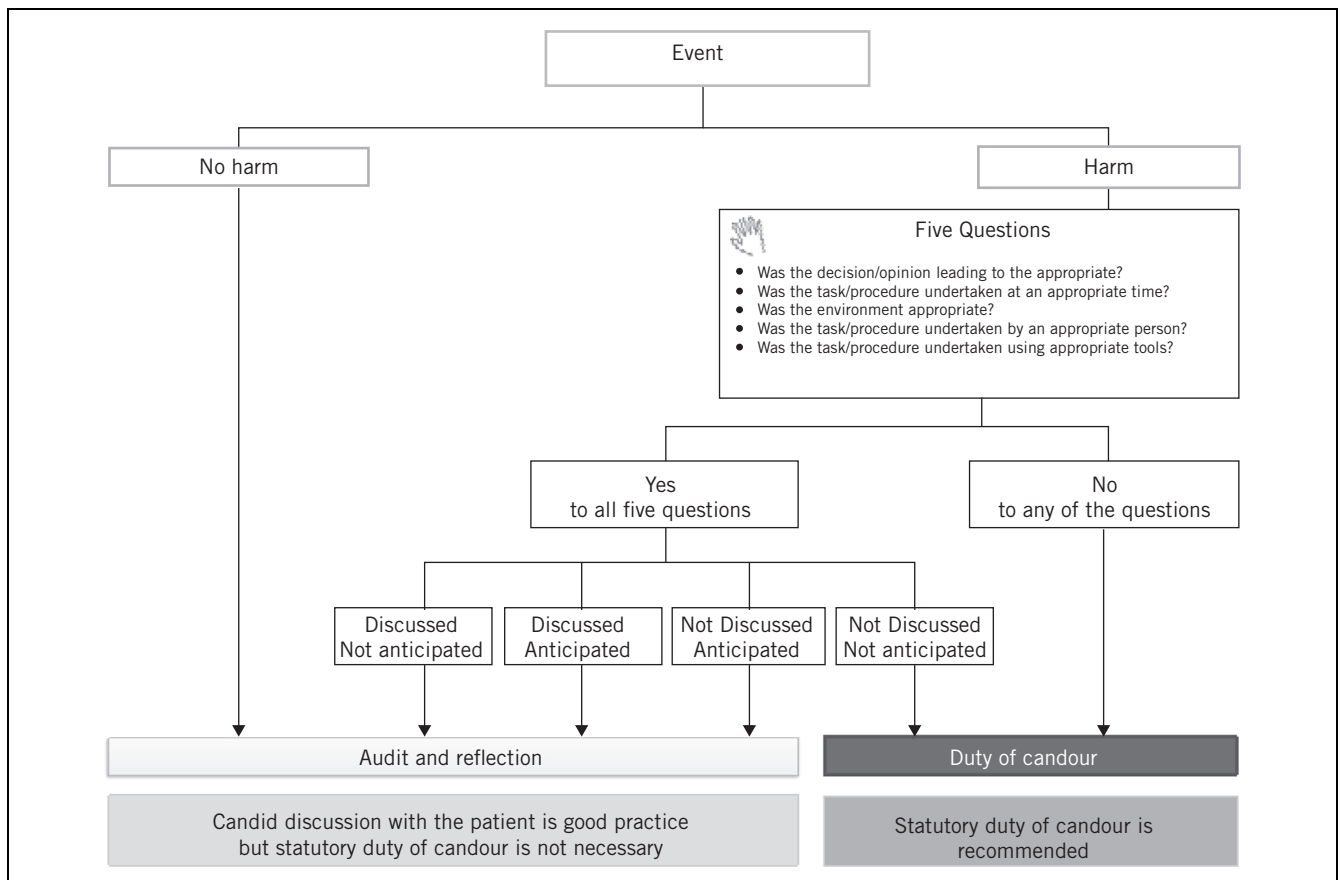 Event
No harm
Harm
Five Questions
• Was the decision/opinion leading to the appropriate?
• Was the task/procedure undertaken at an appropriate time?
• Was the environment appropriate?
• Was the task/procedure undertaken by an appropriate person?
• Was the task/procedure undertaken using appropriate tools?
Yes
to all five questions
No
to any of the questions
Discussed
Not anticipated
Discussed
Anticipated
Not Discussed
Anticipated
Not Discussed
Not anticipated
Audit and reflection
Duty of candour
Candid discussion with the patient is good practice
but statutory duty of candour is not necessary
Statutory duty of candour is
recommended